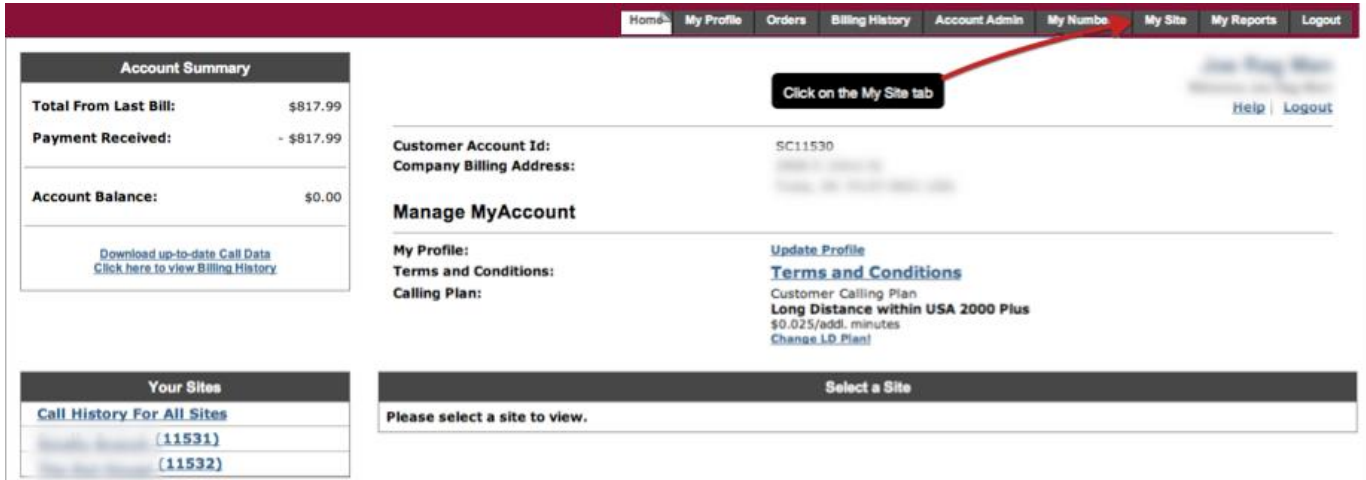 Home My Profile Orders Billing History Account Admin My Numbe My Site My Reports Logout
Account Summary
Total From Last Bill: $817.99
Payment Received: - $817.99
Account Balance: $0.00
Download up-to-date Call Data
Click here to view Billing History
Click on the My Site tab
Help | Logout
Customer Account Id: SC11530
Company Billing Address:
Manage MyAccount
My Profile: Update Profile
Terms and Conditions: Terms and Conditions
Calling Plan: Customer Calling Plan
Long Distance within USA 2000 Plus
$0.025/addl. minutes
Change LD Plan!
Your Sites
Call History For All Sites
(11531)
(11532)
Select a Site
Please select a site to view.